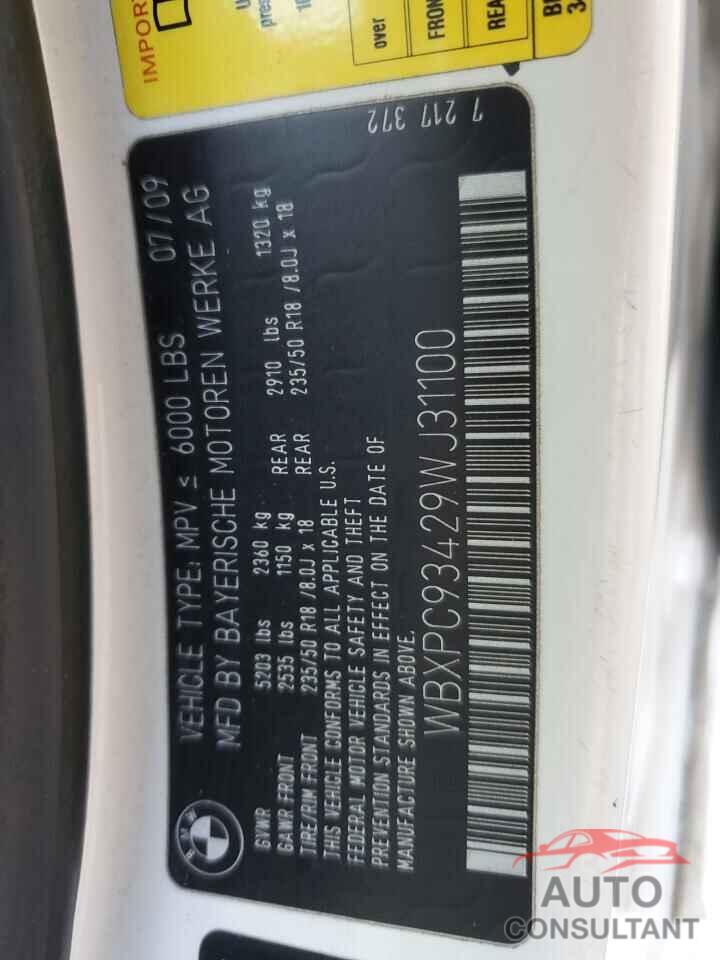 IMPORT
over
FRON
REA
7 217 372
VEHICLE TYPE: MPV ≤ 6000 LBS 07/09
MFD BY BAYERISCHE MOTOREN WERKE AG
GVWR 5203 lbs 2360 kg
GAWR FRONT 2535 lbs 1150 kg REAR 2910 lbs 1320 kg
TIRE/RIM FRONT 235/50 R18 /8.0J x 18 REAR 235/50 R18 /8.0J x 18
THIS VEHICLE CONFORMS TO ALL APPLICABLE U.S.
FEDERAL MOTOR VEHICLE SAFETY AND THEFT
PREVENTION STANDARDS IN EFFECT ON THE DATE OF
MANUFACTURE SHOWN ABOVE.
WBXPC93429WJ31100
BMW
AUTO
CONSULTANT